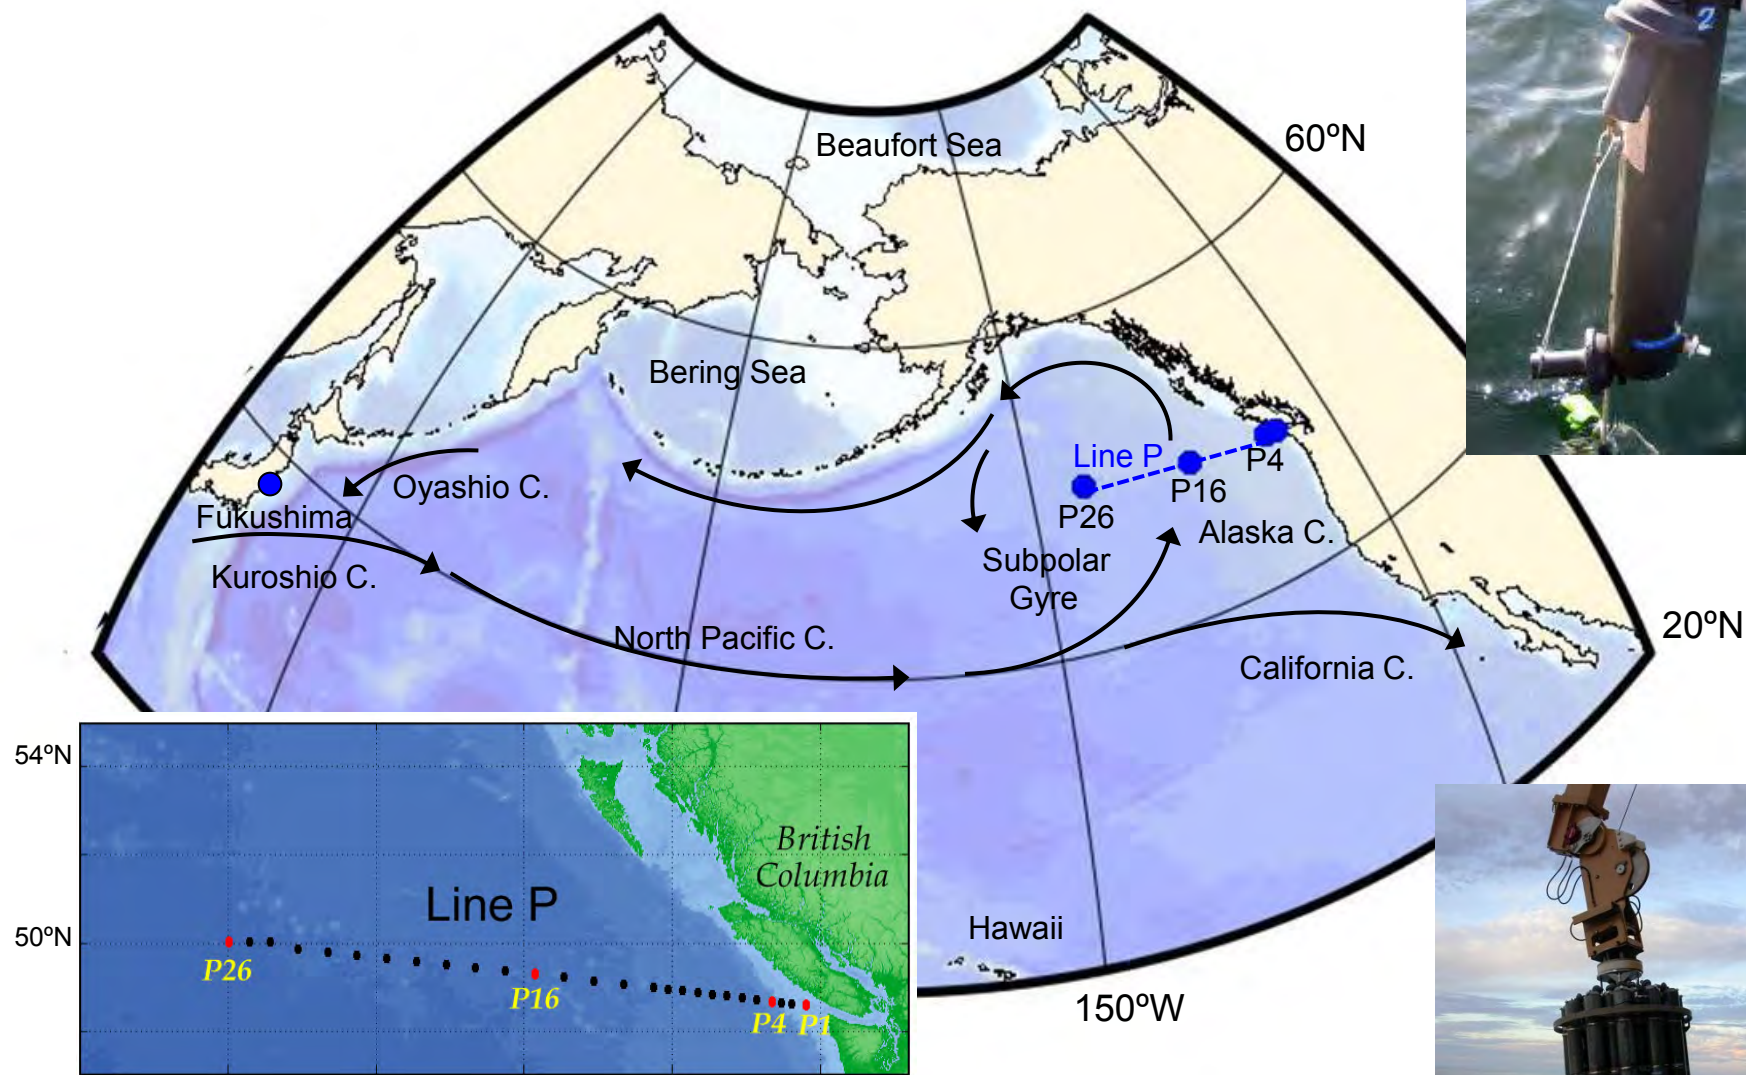 2
60ºN
Beaufort Sea
Bering Sea
Line P
P4
P16
P26
Oyashio C.
Fukushima
Alaska C.
Subpolar
Gyre
Kuroshio C.
North Pacific C.
20ºN
California C.
54ºN
British
Columbia
Line P
50ºN
P26
P16
P4
P1
Hawaii
150ºW